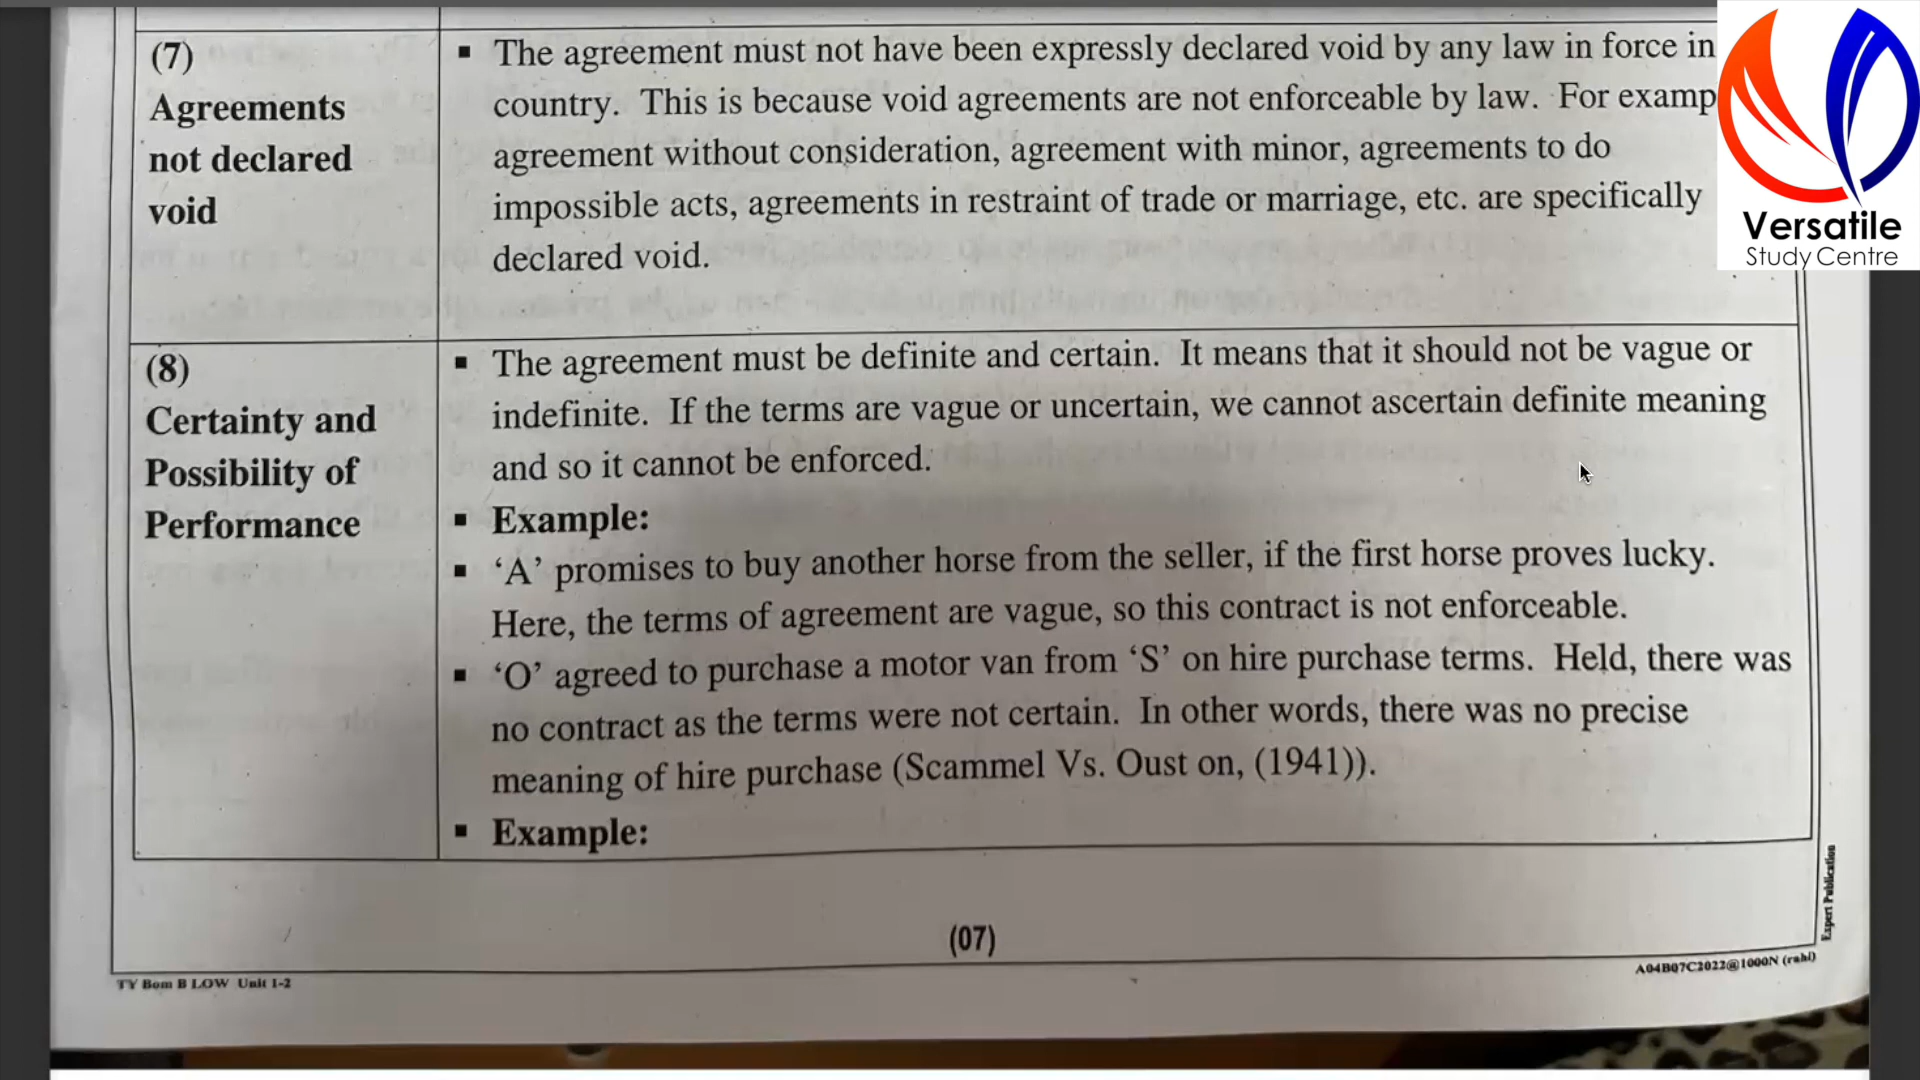 (7)
Agreements
not declared
void
▪ The agreement must not have been expressly declared void by any law in force in
country. This is because void agreements are not enforceable by law. For examp
agreement without consideration, agreement with minor, agreements to do
impossible acts, agreements in restraint of trade or marriage, etc. are specifically
declared void.
(8)
Certainty and
Possibility of
Performance
▪ The agreement must be definite and certain. It means that it should not be vague or
indefinite. If the terms are vague or uncertain, we cannot ascertain definite meaning
and so it cannot be enforced.
▪ Example:
▪ ‘A’ promises to buy another horse from the seller, if the first horse proves lucky.
Here, the terms of agreement are vague, so this contract is not enforceable.
▪ ‘O’ agreed to purchase a motor van from ‘S’ on hire purchase terms. Held, there was
no contract as the terms were not certain. In other words, there was no precise
meaning of hire purchase (Scammel Vs. Oust on, (1941)).
▪ Example:
(07)
TY Bom B LOW Unit 1-2
A04B07C2022@1000N (rahl)
Expert Publication
Versatile
Study Centre